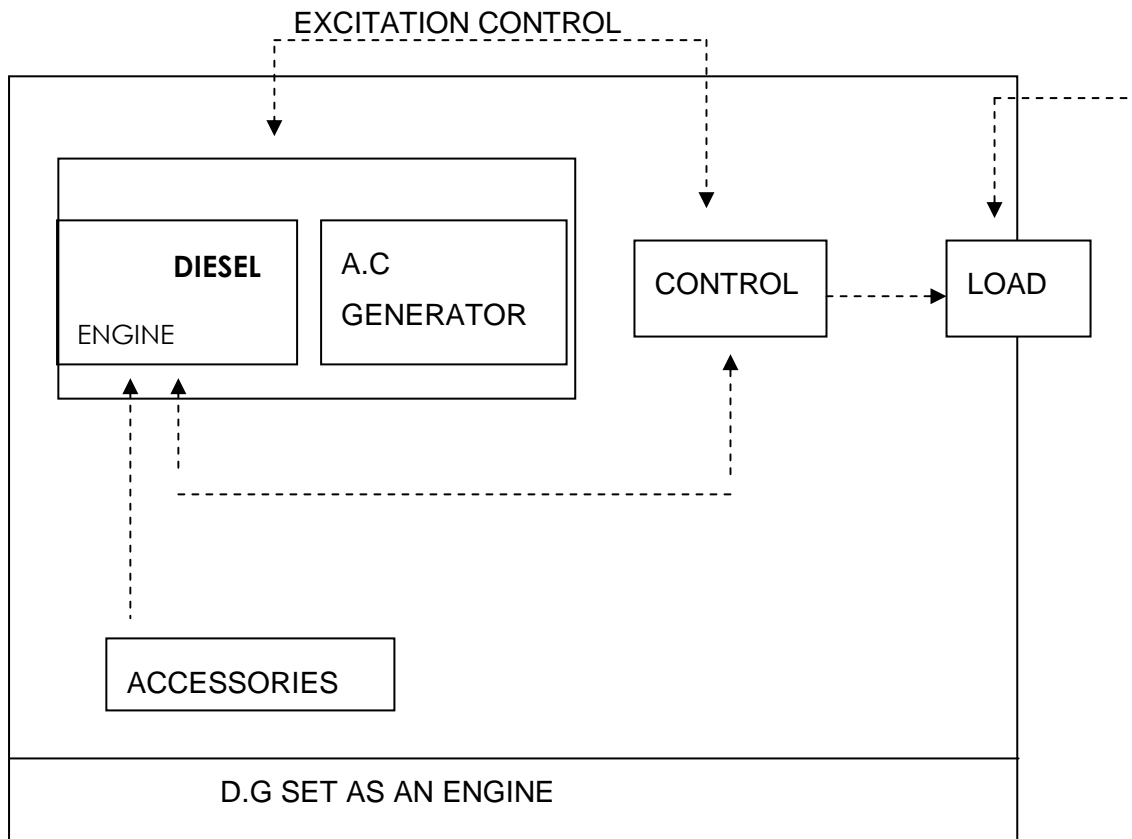 EXCITATION CONTROL
DIESEL
ENGINE
A.C
GENERATOR
CONTROL
LOAD
ACCESSORIES
D.G SET AS AN ENGINE